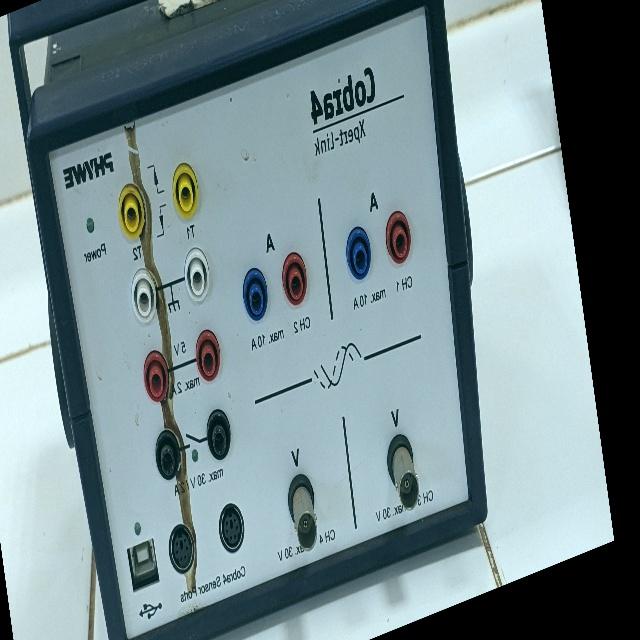 Cobra4
Xpert-Link
PHYWE
Power
T1
T2
A
A
CH 1 max. 10 A
CH 2 max. 10 A
5 V
max. 2
max. 30 V / 2 A
V
V
CH 3 max. 30 V
CH 4 max. 30 V
Cobra4 Sensor Ports